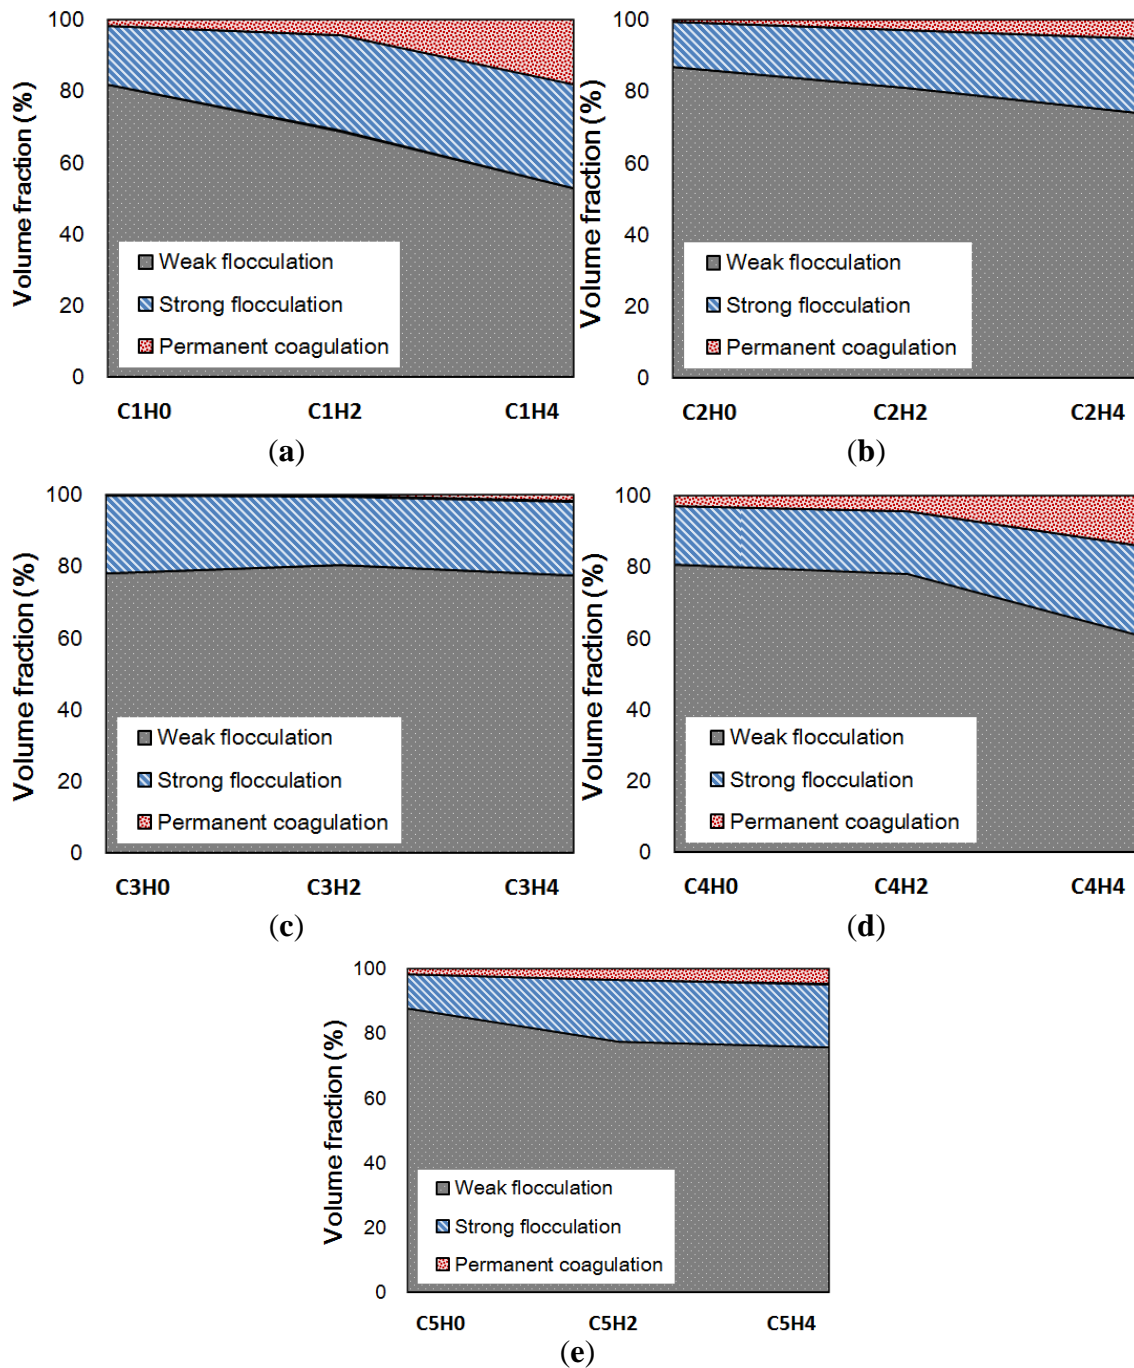 Volume fraction (%)
100
80
60
40
20
0
Weak flocculation
Strong flocculation
Permanent coagulation
C1H0 C1H2 C1H4
(a)
Volume fraction (%)
100
80
60
40
20
0
Weak flocculation
Strong flocculation
Permanent coagulation
C2H0 C2H2 C2H4
(b)
Volume fraction (%)
100
80
60
40
20
0
Weak flocculation
Strong flocculation
Permanent coagulation
C3H0 C3H2 C3H4
(c)
Volume fraction (%)
100
80
60
40
20
0
Weak flocculation
Strong flocculation
Permanent coagulation
C4H0 C4H2 C4H4
(d)
Volume fraction (%)
100
80
60
40
20
0
Weak flocculation
Strong flocculation
Permanent coagulation
C5H0 C5H2 C5H4
(e)